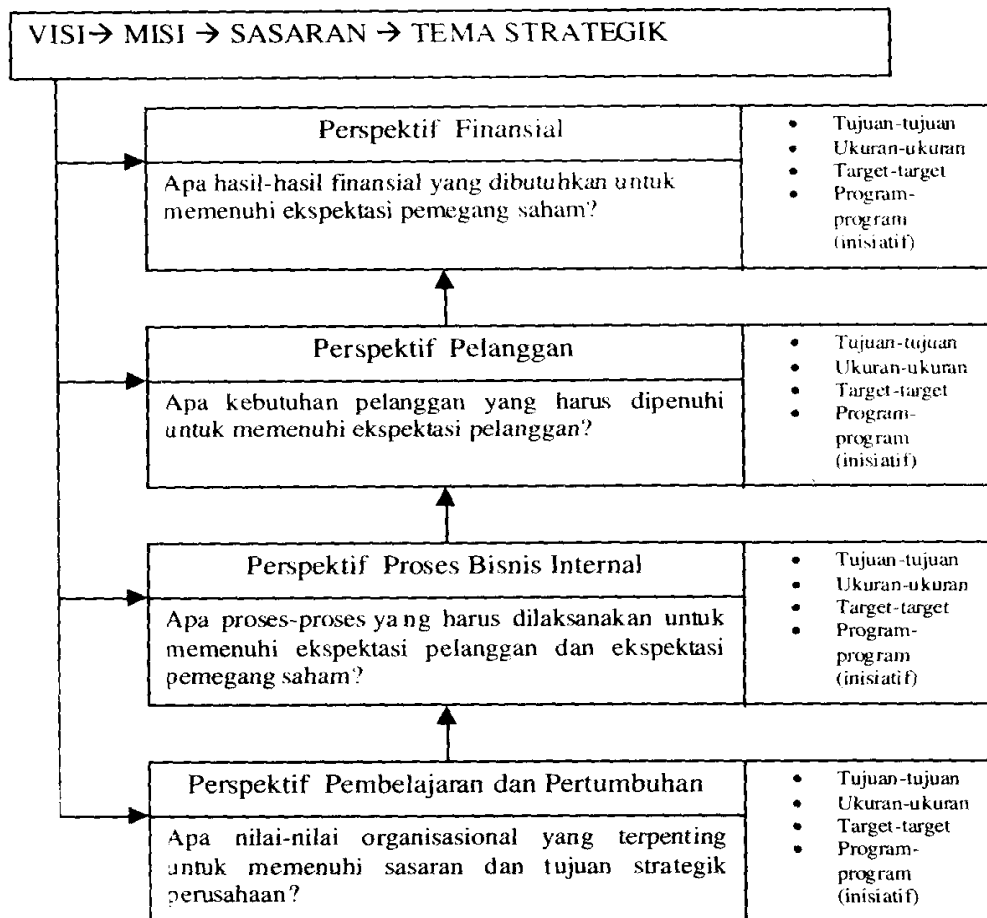 VISI→ MISI → SASARAN → TEMA STRATEGIK
Perspektif Finansial
Apa hasil-hasil finansial yang dibutuhkan untuk
memenuhi ekspektasi pemegang saham?
• Tujuan-tujuan
• Ukuran-ukuran
• Target-target
• Program-
program
(inisiatif)
Perspektif Pelanggan
Apa kebutuhan pelanggan yang harus dipenuhi
untuk memenuhi ekspektasi pelanggan?
• Tujuan-tujuan
• Ukuran-ukuran
• Target-target
• Program-
program
(inisiatif)
Perspektif Proses Bisnis Internal
Apa proses-proses yang harus dilaksanakan untuk
memenuhi ekspektasi pelanggan dan ekspektasi
pemegang saham?
• Tujuan-tujuan
• Ukuran-ukuran
• Target-target
• Program-
program
(inisiatif)
Perspektif Pembelajaran dan Pertumbuhan
Apa nilai-nilai organisasional yang terpenting
untuk memenuhi sasaran dan tujuan strategik
perusahaan?
• Tujuan-tujuan
• Ukuran-ukuran
• Target-target
• Program-
program
(inisiatif)